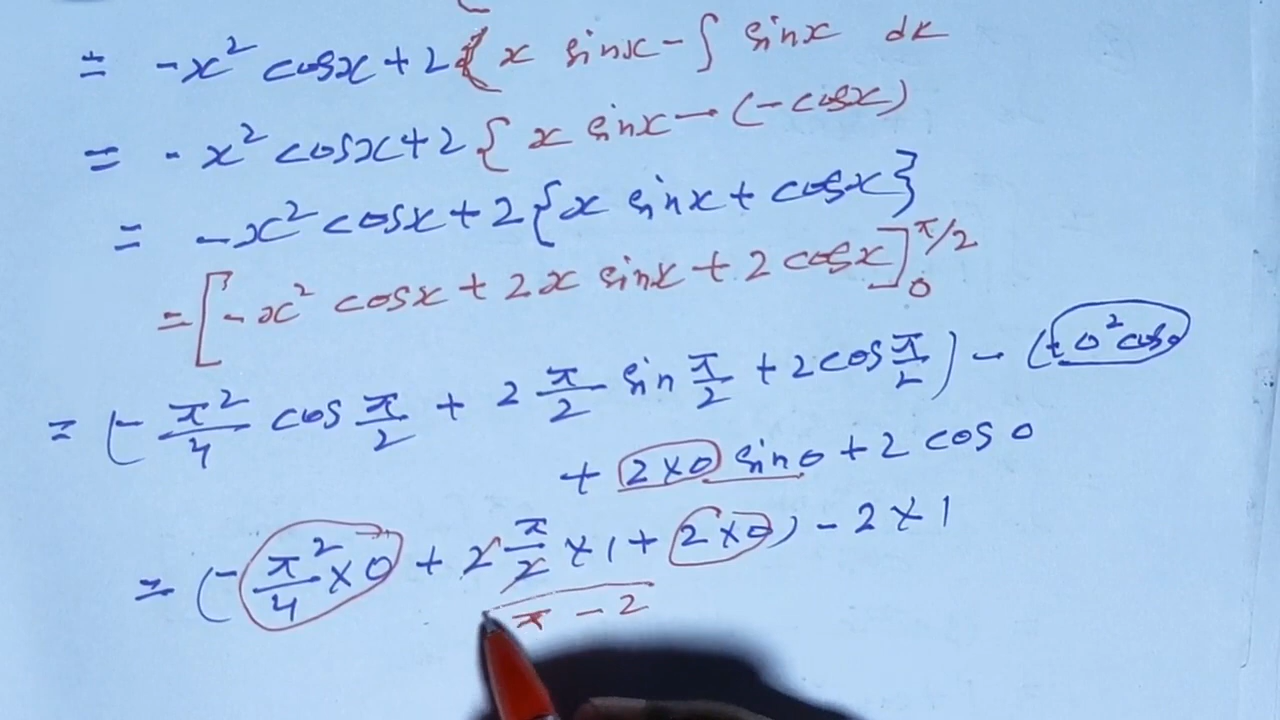 = -x² cosx + 2{ x sinx - ∫ sinx dx
= -x² cosx + 2{ x sinx - (-cosx)
= -x² cosx + 2{x sinx + cosx}
= [-x² cosx + 2x sinx + 2 cosx]₀^π/2
= (-π²/4 cos π/2 + 2 π/2 sin π/2 + 2 cos π/2) - (+ 0² cos0
+ 2×0 sin0 + 2 cos 0
= (- π²/4 ×0 + 2 π/2 ×1 + 2×0) - 2×1
π - 2